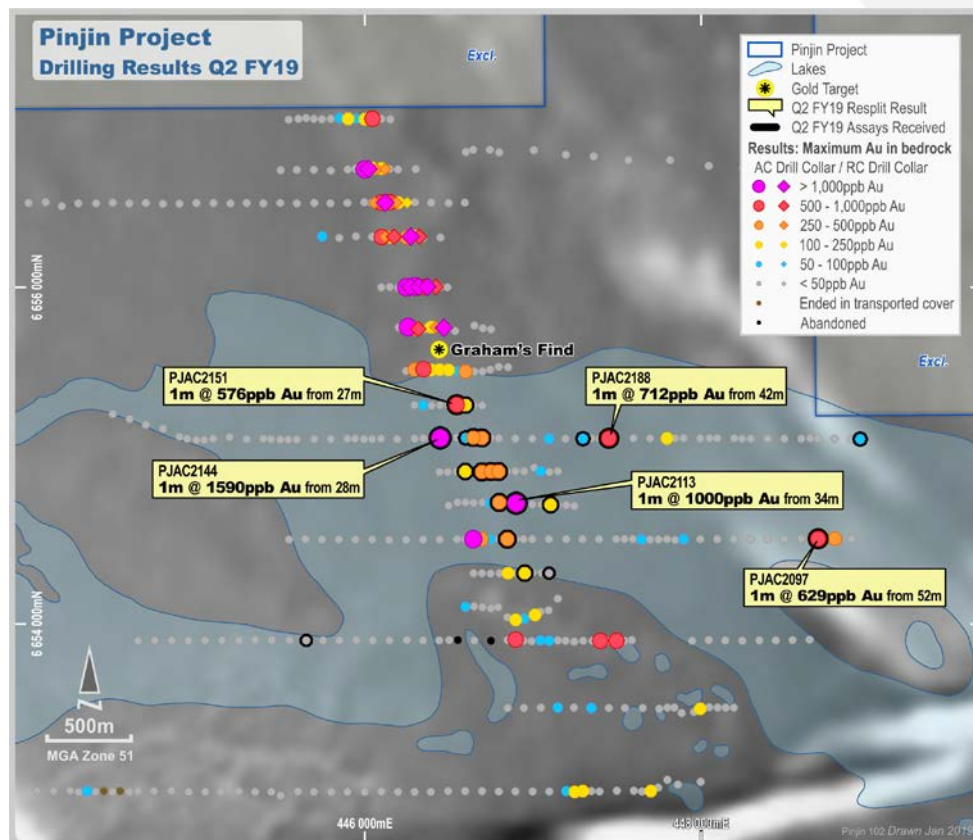 Pinjin Project
Drilling Results Q2 FY19
Excl.
Pinjin Project
Lakes
Gold Target
Q2 FY19 Resplit Result
Q2 FY19 Assays Received
Results: Maximum Au in bedrock
AC Drill Collar / RC Drill Collar
> 1,000ppb Au
500 - 1,000ppb Au
250 - 500ppb Au
100 - 250ppb Au
50 - 100ppb Au
< 50ppb Au
Ended in transported cover
Abandoned
Excl.
6 656 000mN
Graham's Find
PJAC2151
1m @ 576ppb Au from 27m
PJAC2188
1m @ 712ppb Au from 42m
PJAC2144
1m @ 1590ppb Au from 28m
PJAC2113
1m @ 1000ppb Au from 34m
PJAC2097
1m @ 629ppb Au from 52m
6 654 000mN
N
500m
MGA Zone 51
446 000mE
448 000mE
Pinjin 102 Drawn Jan